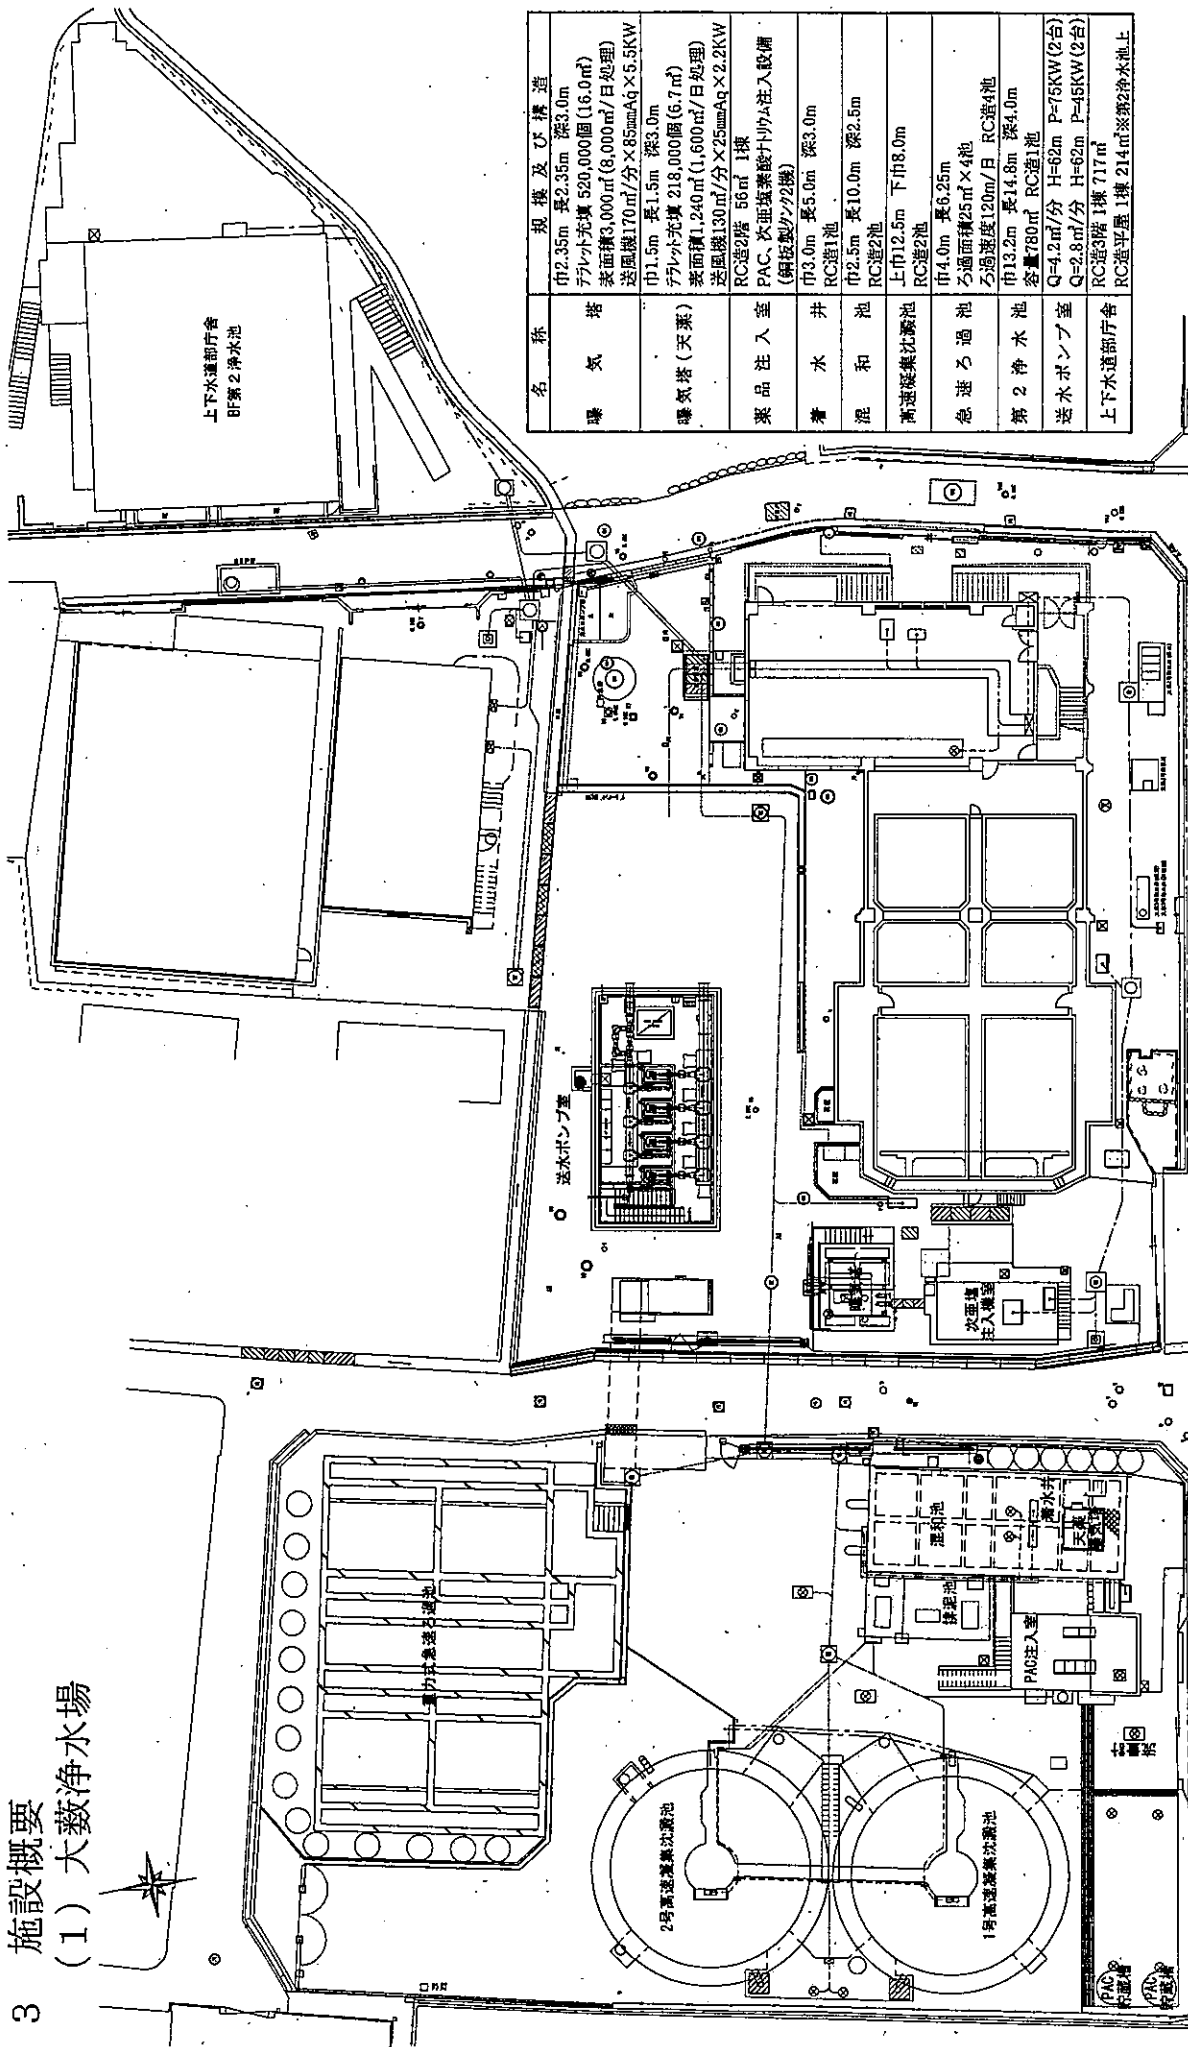 3　施設概要
(1) 大薮浄水場
名称　規模及び構造
曝気塔　巾2.35m 長2.35m 深3.0m
テラレット充填 520,000個(16.0㎥)
表面積3,000㎡(8,000㎥/日処理)
送風機170㎥/分×85mmAq×5.5KW
曝気塔(天薬)　巾1.5m 長1.5m 深3.0m
テラレット充填 218,000個(6.7㎥)
表面積1,240㎡(1,600㎥/日処理)
送風機130㎥/分×25mmAq×2.2KW
薬品注入室　RC造2階 56㎡ 1棟
PAC、次亜塩素酸ナトリウム注入設備
(鋼板製タンク2機)
着水井　巾3.0m 長5.0m 深3.0m
RC造1池
混和池　巾2.5m 長10.0m 深2.5m
RC造2池
高速凝集沈澱池　上巾12.5m 下巾8.0m
RC造2池
急速ろ過池　巾4.0m 長6.25m
ろ過面積25㎡×4池
ろ過速度120m/日 RC造4池
第2浄水池　巾13.2m 長14.8m 深4.0m
容量780㎥ RC造1池
送水ポンプ室　Q=4.2㎥/分 H=62m P=75KW(2台)
Q=2.8㎥/分 H=62m P=45KW(2台)
上下水道部庁舎　RC造3階 1棟 717㎡
RC造平屋 1棟 214㎡※第2浄水池上
上下水道部庁舎
BF第2浄水池
送水ポンプ室
曝気塔
次亜塩
注入機室
重力式急速ろ過池
混和池
着水井
天薬
曝気塔
排泥池
PAC注入室
流量計
2号高速凝集沈澱池
1号高速凝集沈澱池
PAC
貯蔵槽
PAC
貯蔵槽